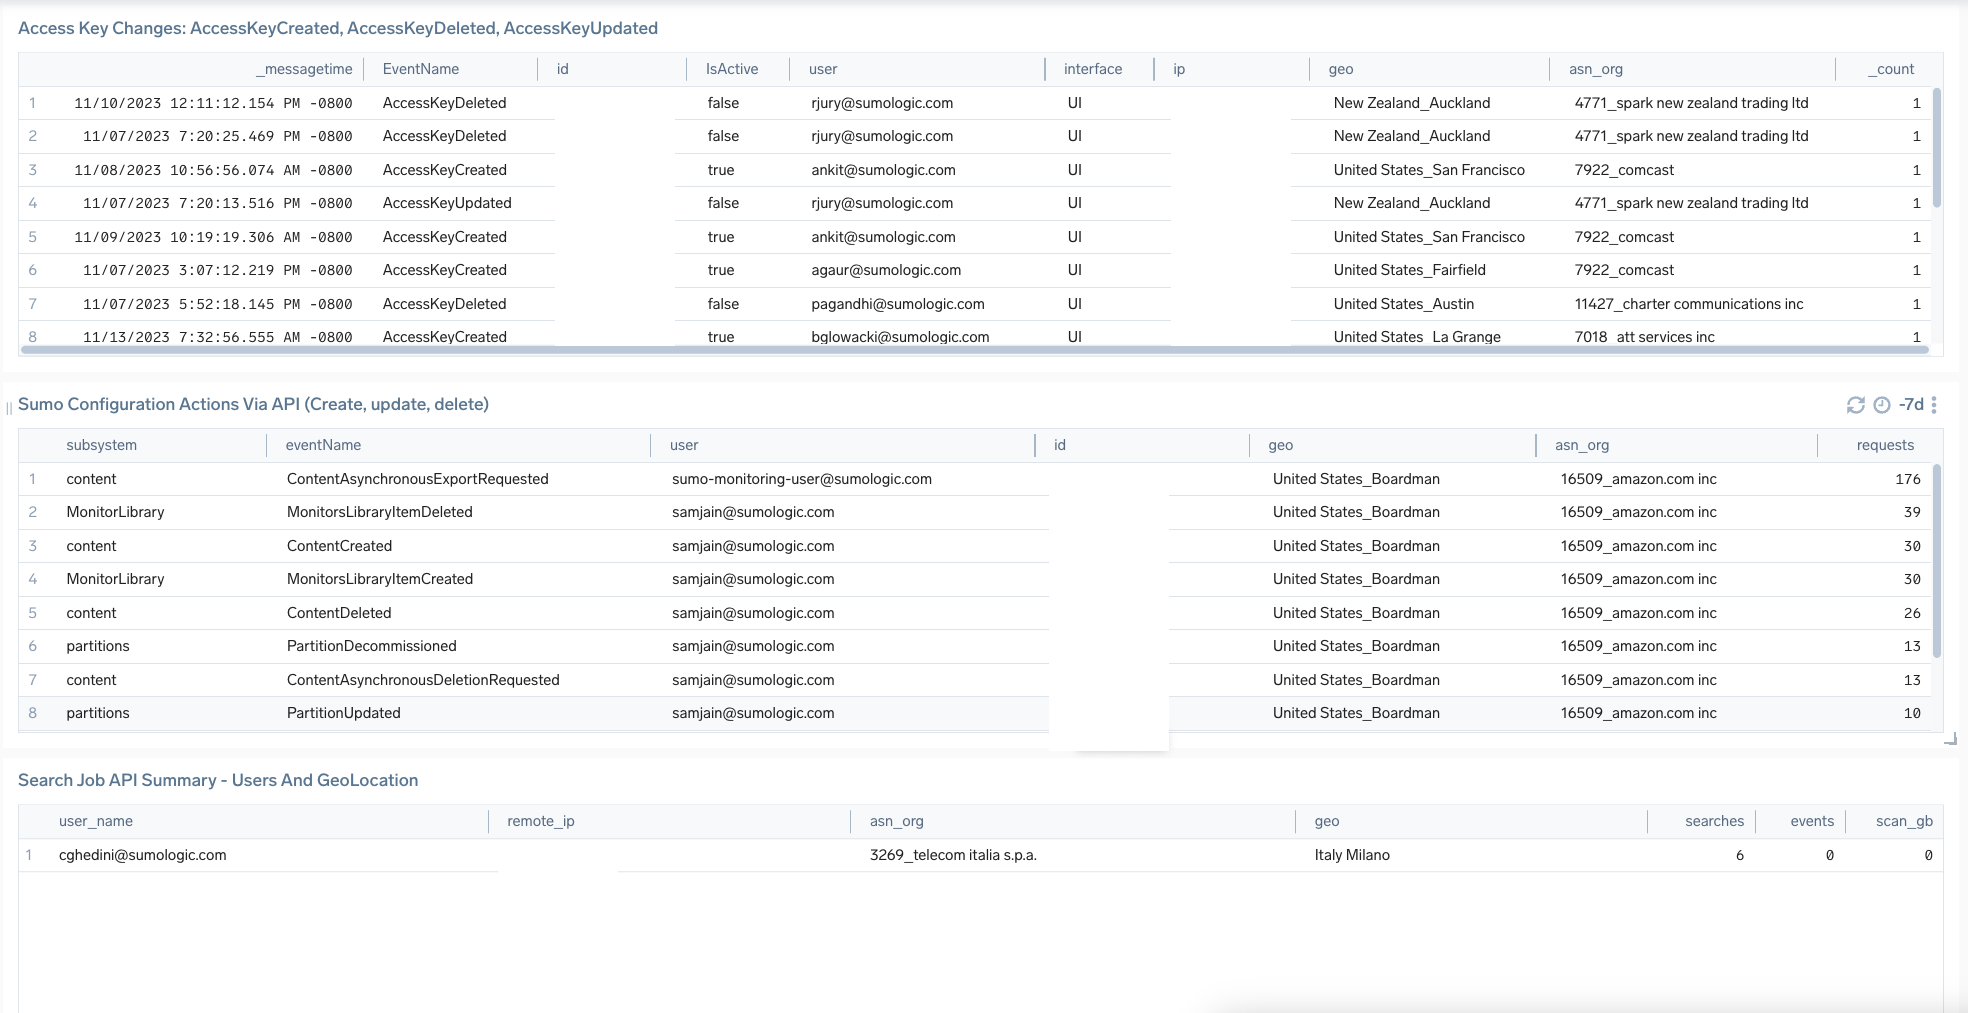 Access Key Changes: AccessKeyCreated, AccessKeyDeleted, AccessKeyUpdated
_messagetime EventName id IsActive user interface ip geo asn_org _count
1 11/10/2023 12:11:12.154 PM -0800 AccessKeyDeleted false rjury@sumologic.com UI New Zealand_Auckland 4771_spark new zealand trading ltd 1
2 11/07/2023 7:20:25.469 PM -0800 AccessKeyDeleted false rjury@sumologic.com UI New Zealand_Auckland 4771_spark new zealand trading ltd 1
3 11/08/2023 10:56:56.074 AM -0800 AccessKeyCreated true ankit@sumologic.com UI United States_San Francisco 7922_comcast 1
4 11/07/2023 7:20:13.516 PM -0800 AccessKeyUpdated false rjury@sumologic.com UI New Zealand_Auckland 4771_spark new zealand trading ltd 1
5 11/09/2023 10:19:19.306 AM -0800 AccessKeyCreated true ankit@sumologic.com UI United States_San Francisco 7922_comcast 1
6 11/07/2023 3:07:12.219 PM -0800 AccessKeyCreated true agaur@sumologic.com UI United States_Fairfield 7922_comcast 1
7 11/07/2023 5:52:18.145 PM -0800 AccessKeyDeleted false pagandhi@sumologic.com UI United States_Austin 11427_charter communications inc 1
8 11/13/2023 7:32:56.555 AM -0800 AccessKeyCreated true bglowacki@sumologic.com UI United States_La Grange 7018_att services inc 1
Sumo Configuration Actions Via API (Create, update, delete) -7d
subsystem eventName user id geo asn_org requests
1 content ContentAsynchronousExportRequested sumo-monitoring-user@sumologic.com United States_Boardman 16509_amazon.com inc 176
2 MonitorLibrary MonitorsLibraryItemDeleted samjain@sumologic.com United States_Boardman 16509_amazon.com inc 39
3 content ContentCreated samjain@sumologic.com United States_Boardman 16509_amazon.com inc 30
4 MonitorLibrary MonitorsLibraryItemCreated samjain@sumologic.com United States_Boardman 16509_amazon.com inc 30
5 content ContentDeleted samjain@sumologic.com United States_Boardman 16509_amazon.com inc 26
6 partitions PartitionDecommissioned samjain@sumologic.com United States_Boardman 16509_amazon.com inc 13
7 content ContentAsynchronousDeletionRequested samjain@sumologic.com United States_Boardman 16509_amazon.com inc 13
8 partitions PartitionUpdated samjain@sumologic.com United States_Boardman 16509_amazon.com inc 10
Search Job API Summary - Users And GeoLocation
user_name remote_ip asn_org geo searches events scan_gb
1 cghedini@sumologic.com 3269_telecom italia s.p.a. Italy Milano 6 0 0